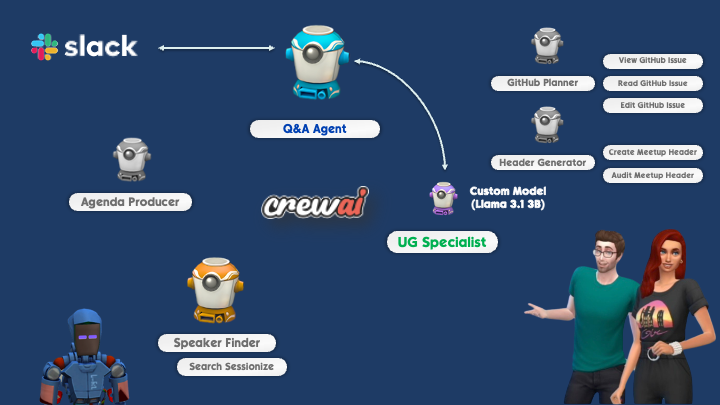 slack
View GitHub Issue
GitHub Planner
Read GitHub Issue
Edit GitHub Issue
Q&A Agent
Create Meetup Header
Header Generator
Audit Meetup Header
Agenda Producer
crewai
Custom Model
(Llama 3.1 3B)
UG Specialist
Speaker Finder
Search Sessionize